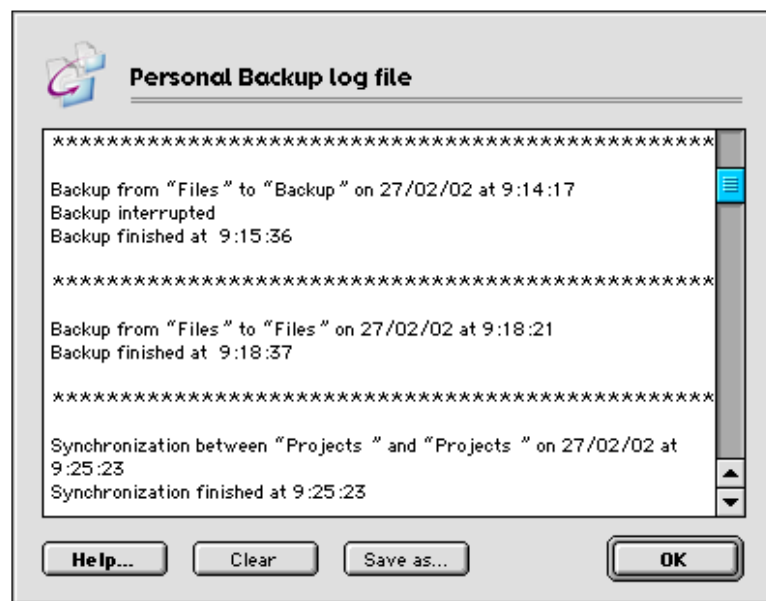 Personal Backup log file
*************************************************
Backup from “Files” to “Backup” on 27/02/02 at 9:14:17
Backup interrupted
Backup finished at 9:15:36
*************************************************
Backup from “Files” to “Files” on 27/02/02 at 9:18:21
Backup finished at 9:18:37
*************************************************
Synchronization between “Projects ” and “Projects ” on 27/02/02 at
9:25:23
Synchronization finished at 9:25:23
Help...
Clear
Save as...
OK